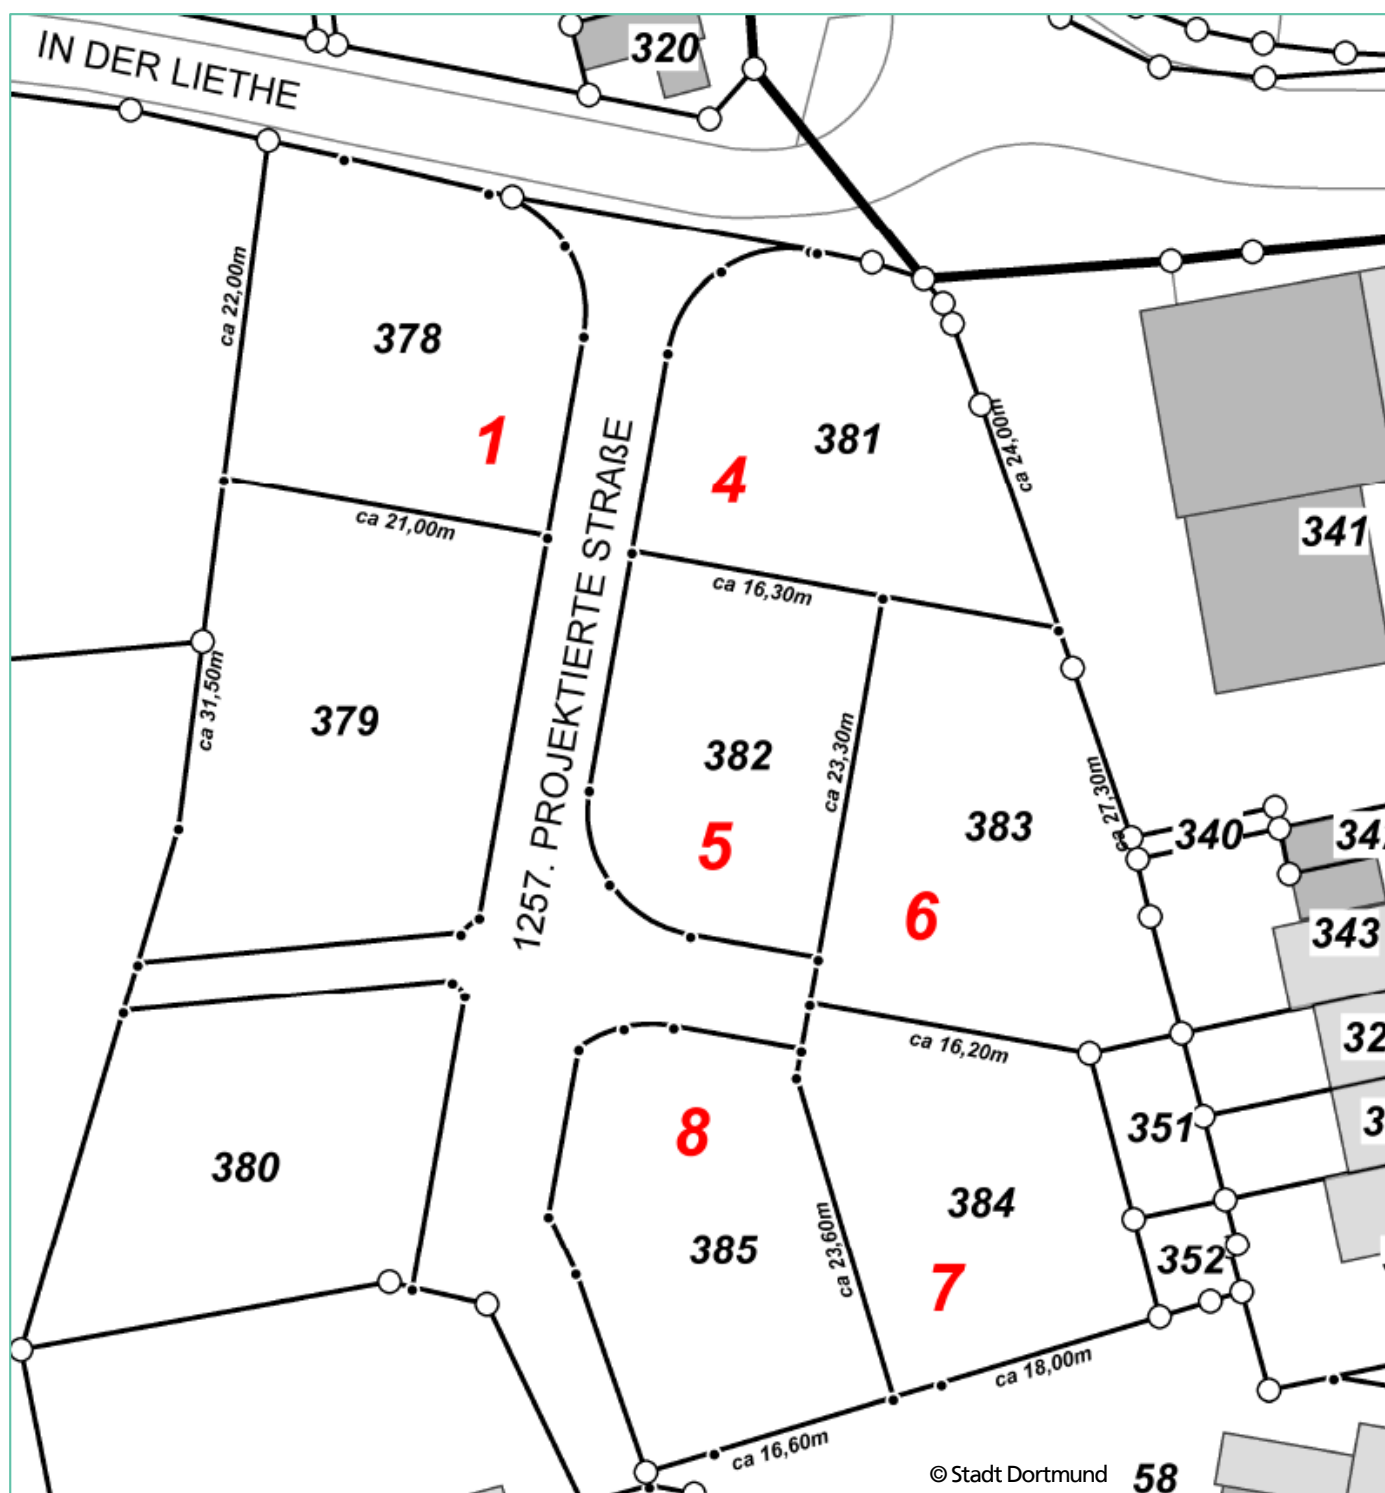 IN DER LIETHE
320
ca 22,00m
378
1
381
4
ca 24,00m
341
ca 21,00m
1257. PROJEKTIERTE STRAßE
ca 16,30m
ca 31,50m
379
382
5
ca 23,30m
383
6
ca 27,30m
340
343
ca 16,20m
351
380
8
385
ca 23,60m
384
7
352
ca 18,00m
ca 16,60m
© Stadt Dortmund
58